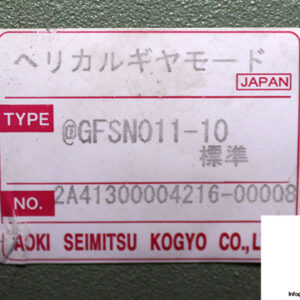 ヘリカルギヤモード
JAPAN
TYPE @GFSN011-10
標準
NO. 2A41300004216-00008
AOKI SEIMITSU KOGYO CO.,L